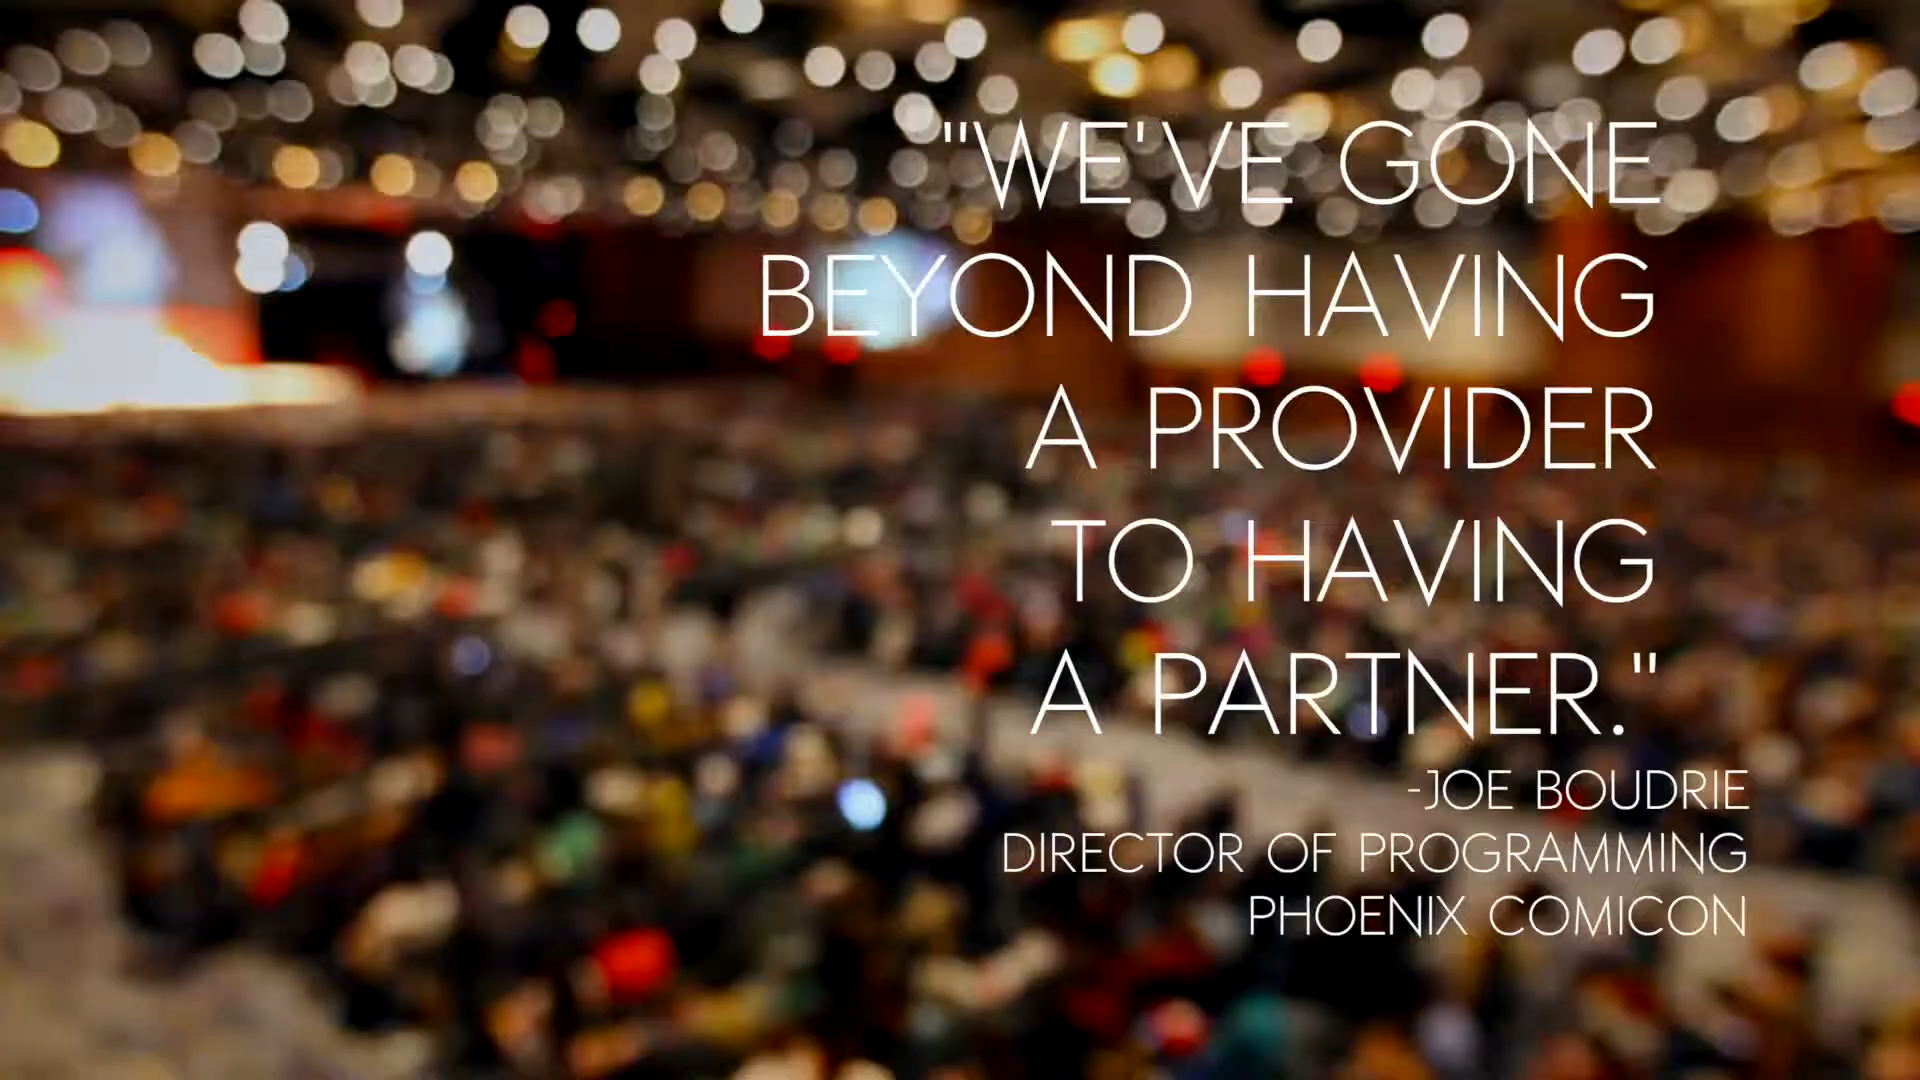 "WE'VE GONE
BEYOND HAVING
A PROVIDER
TO HAVING
A PARTNER."
-JOE BOUDRIE
DIRECTOR OF PROGRAMMING
PHOENIX COMICON